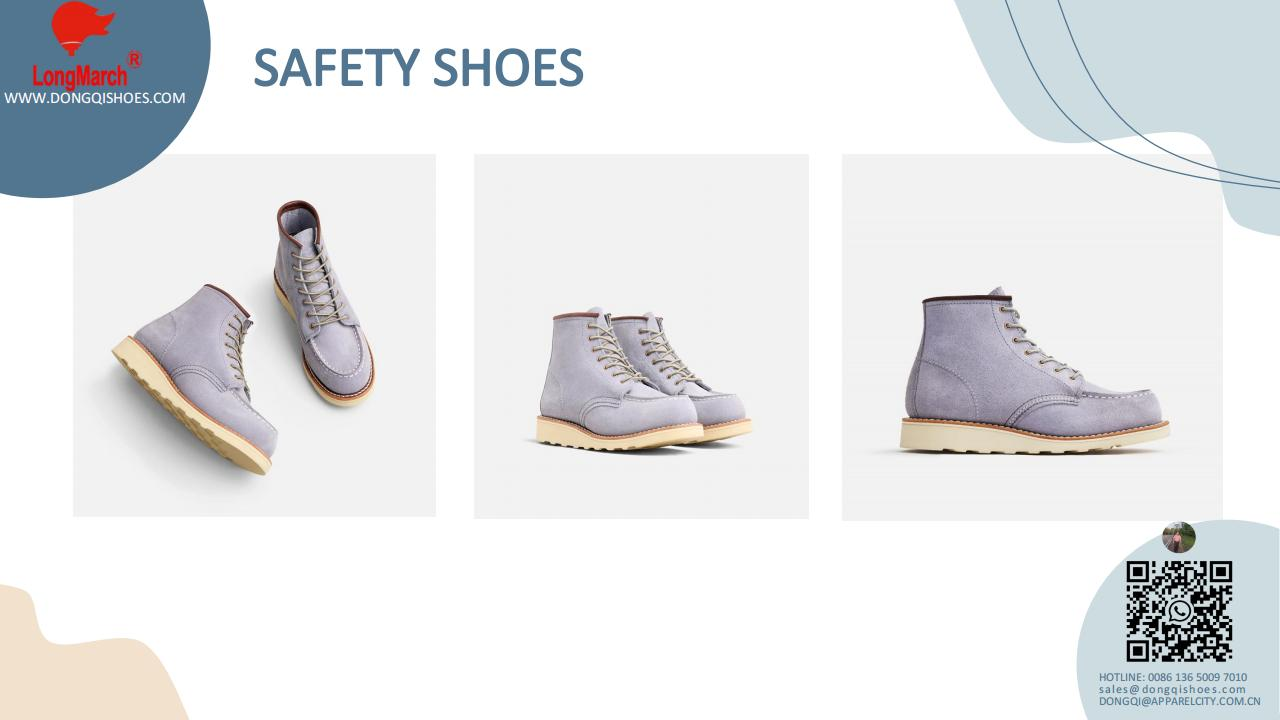 LongMarch®
WWW.DONGQISHOES.COM
SAFETY SHOES
HOTLINE: 0086 136 5009 7010
sales@dongqishoes.com
DONGQI@APPARELCITY.COM.CN